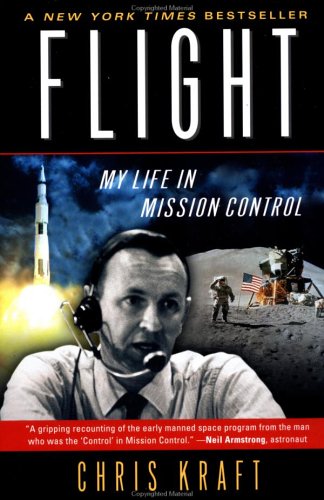 A NEW YORK TIMES BESTSELLER
FLIGHT
MY LIFE IN
MISSION CONTROL
"A gripping recounting of the early manned space program from the man
who was the 'Control' in Mission Control." —Neil Armstrong, astronaut
CHRIS KRAFT